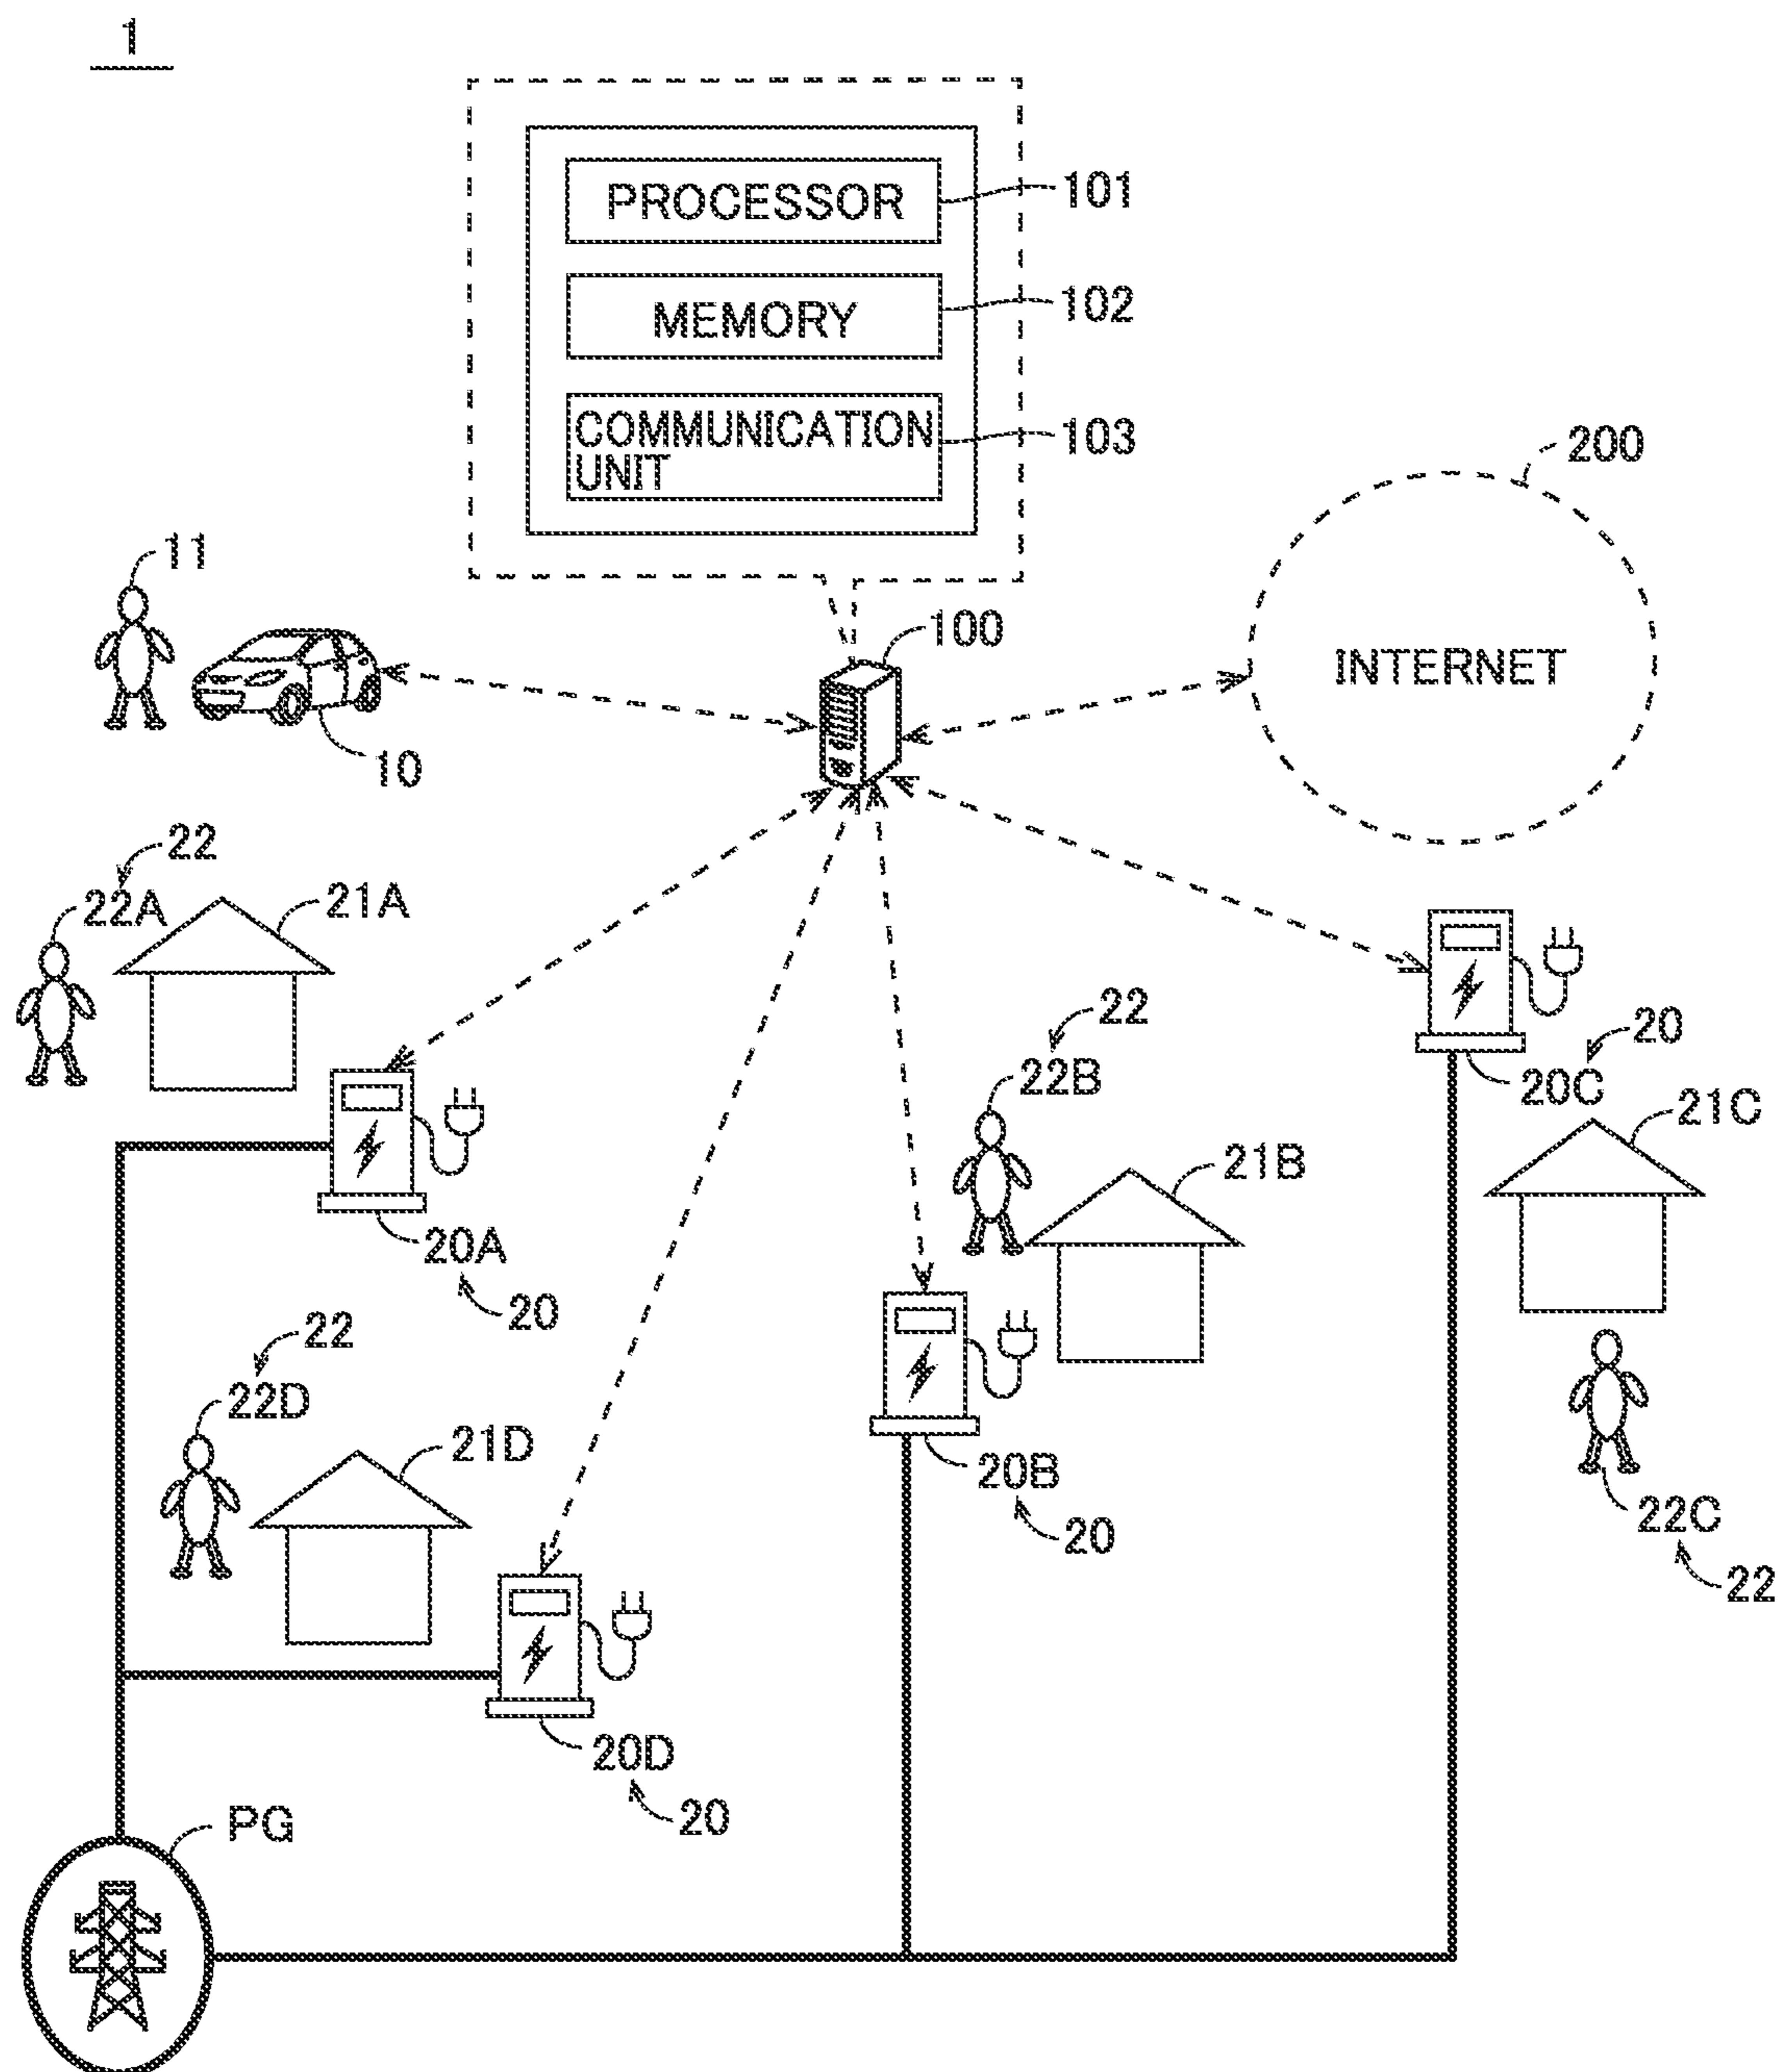 1
PROCESSOR
101
MEMORY
102
COMMUNICATION
UNIT
103
200
11
100
INTERNET
10
22
22A
21A
22
22B
20
20C
21C
21B
20A
20
22
22D
21D
20B
20
22C
22
20D
20
PG